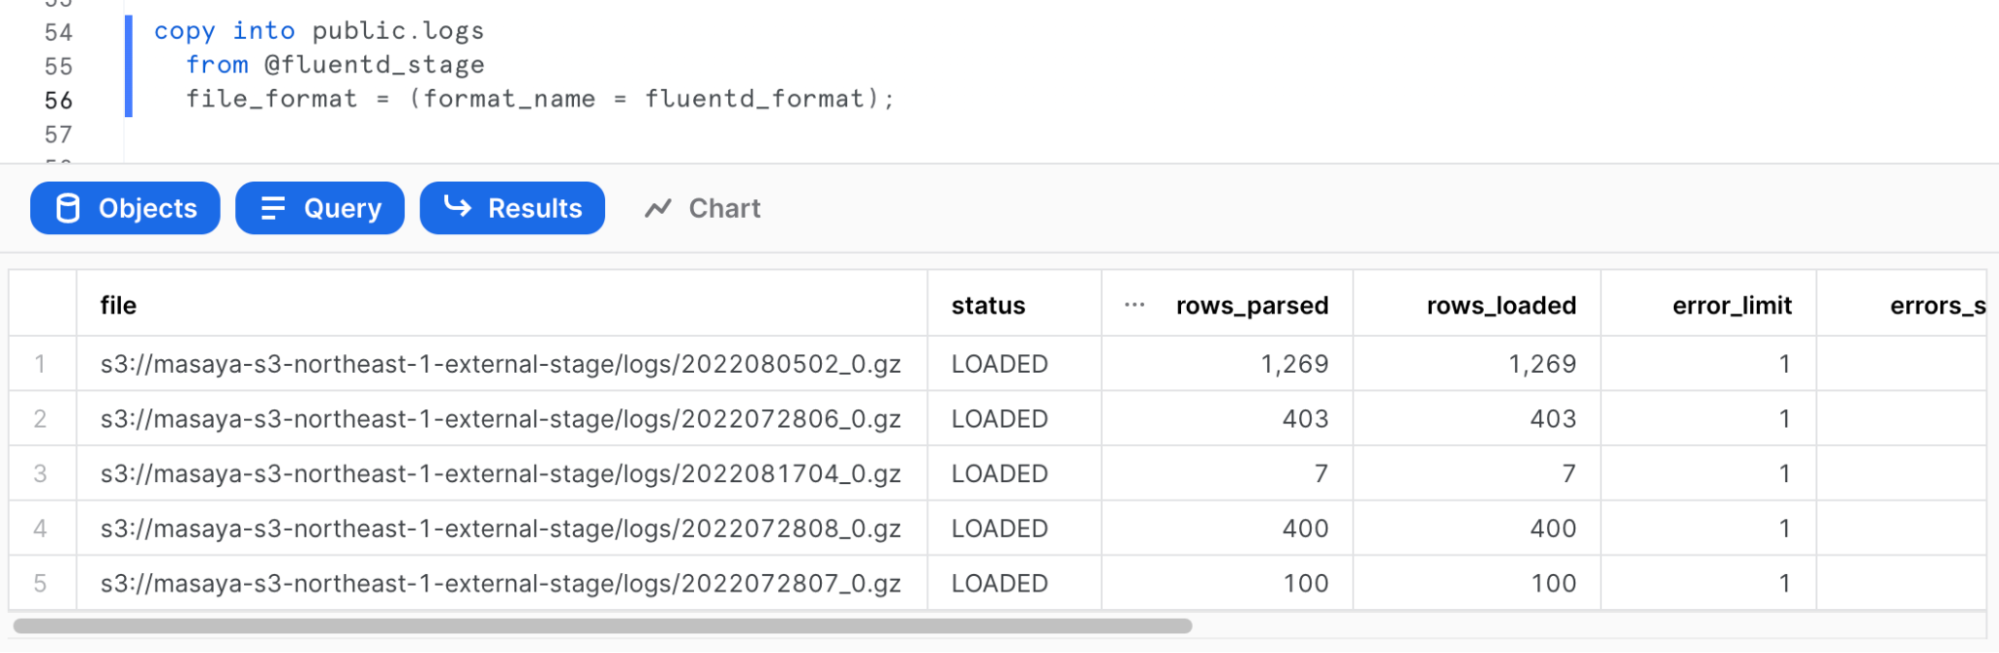 54 copy into public.logs
55 from @fluentd_stage
56 file_format = (format_name = fluentd_format);
57
Objects Query Results Chart
file status ... rows_parsed rows_loaded error_limit errors_s
1 s3://masaya-s3-northeast-1-external-stage/logs/2022080502_0.gz LOADED 1,269 1,269 1
2 s3://masaya-s3-northeast-1-external-stage/logs/2022072806_0.gz LOADED 403 403 1
3 s3://masaya-s3-northeast-1-external-stage/logs/2022081704_0.gz LOADED 7 7 1
4 s3://masaya-s3-northeast-1-external-stage/logs/2022072808_0.gz LOADED 400 400 1
5 s3://masaya-s3-northeast-1-external-stage/logs/2022072807_0.gz LOADED 100 100 1